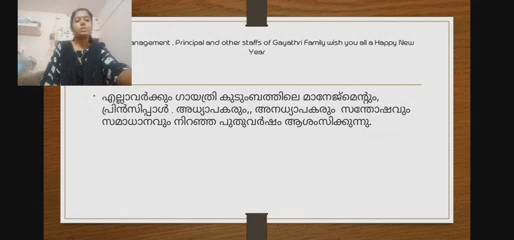 anagement , Principal and other staffs of Gayathri Family wish you all a Happy New
Year
എല്ലാവർക്കും ഗായത്രി കുടുംബത്തിലെ മാനേജ്മെന്റും,
പ്രിൻസിപ്പാൾ , അധ്യാപകരും,, അനധ്യാപകരും സന്തോഷവും
സമാധാനവും നിറഞ്ഞ പുതുവർഷം ആശംസിക്കുന്നു.